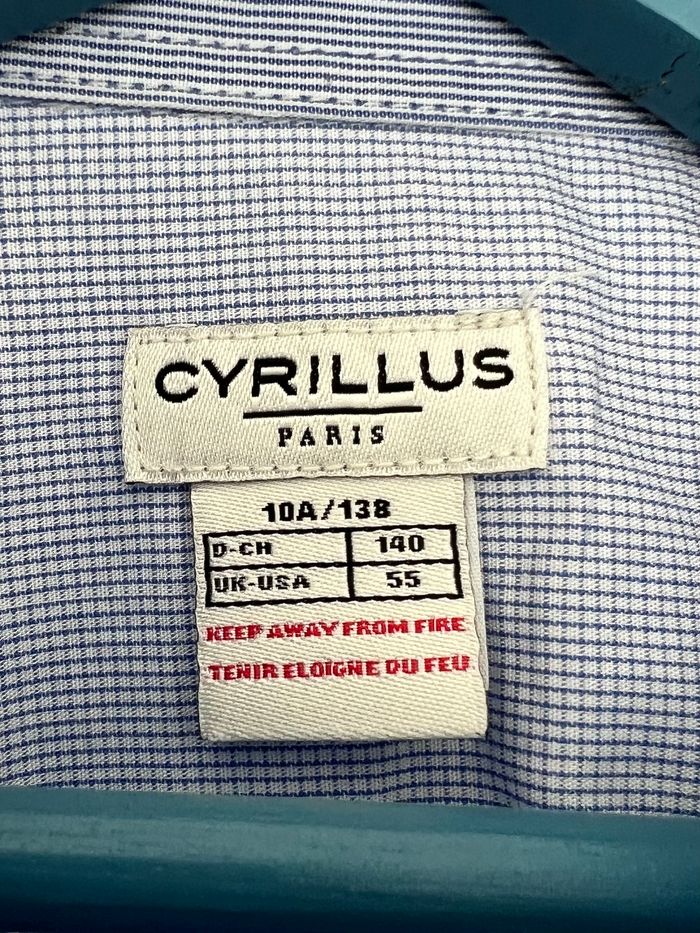 CYRILLUS
PARIS
10A/138
D-CH 140
UK-USA 55
KEEP AWAY FROM FIRE
TENIR ELOIGNE DU FEU